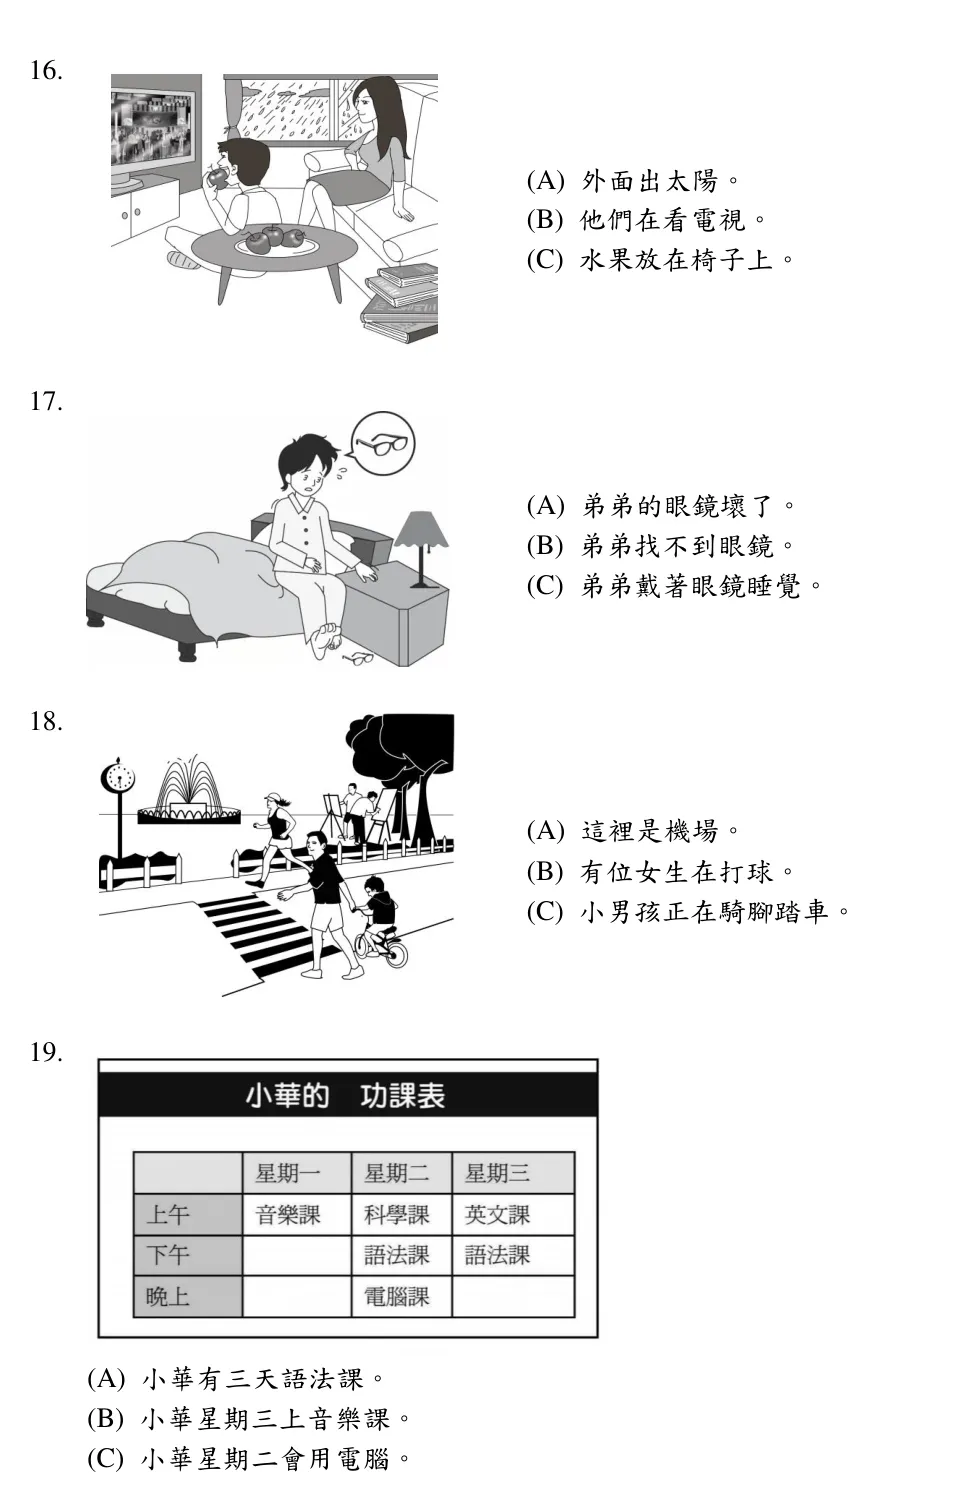 16.
(A) 外面出太陽。
(B) 他們在看電視。
(C) 水果放在椅子上。
17.
(A) 弟弟的眼鏡壞了。
(B) 弟弟找不到眼鏡。
(C) 弟弟戴著眼鏡睡覺。
18.
(A) 這裡是機場。
(B) 有位女生在打球。
(C) 小男孩正在騎腳踏車。
19.
小華的 功課表
星期一 星期二 星期三
上午 音樂課 科學課 英文課
下午 語法課 語法課
晚上 電腦課
(A) 小華有三天語法課。
(B) 小華星期三上音樂課。
(C) 小華星期二會用電腦。